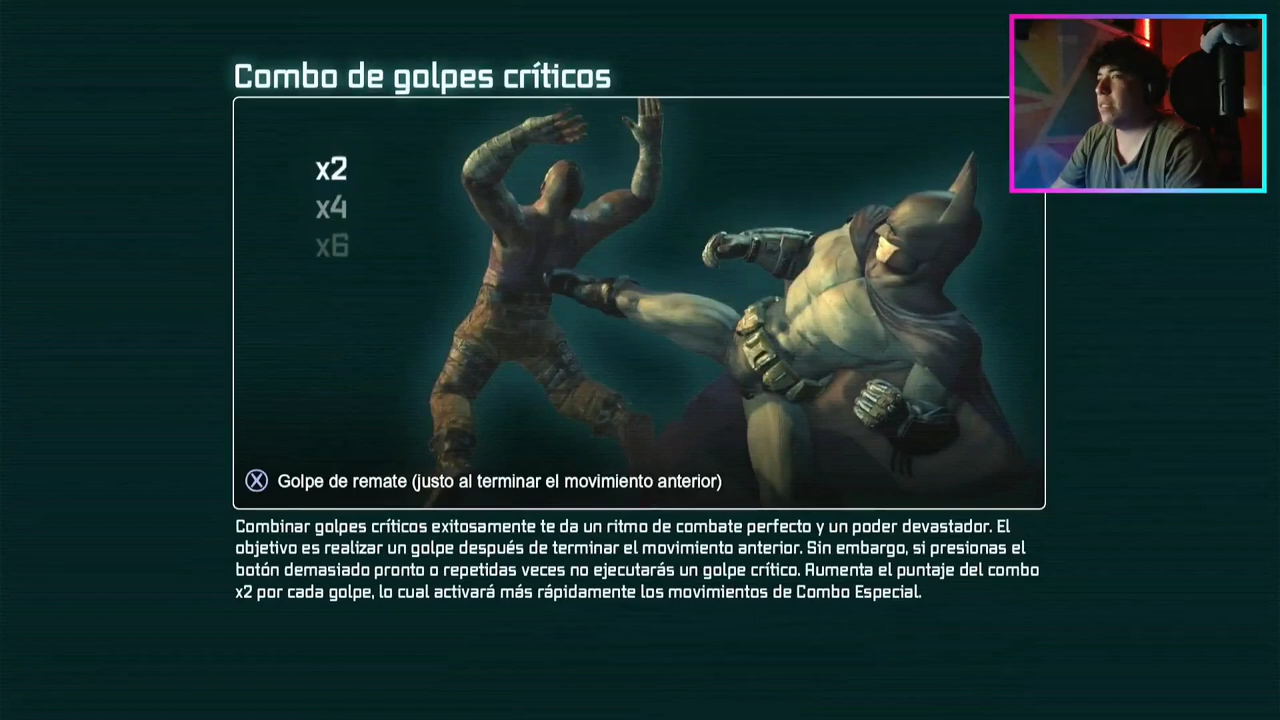 Combo de golpes críticos
x2
x4
x6
X Golpe de remate (justo al terminar el movimiento anterior)
Combinar golpes críticos exitosamente te da un ritmo de combate perfecto y un poder devastador. El
objetivo es realizar un golpe después de terminar el movimiento anterior. Sin embargo, si presionas el
botón demasiado pronto o repetidas veces no ejecutarás un golpe crítico. Aumenta el puntaje del combo
x2 por cada golpe, lo cual activará más rápidamente los movimientos de Combo Especial.